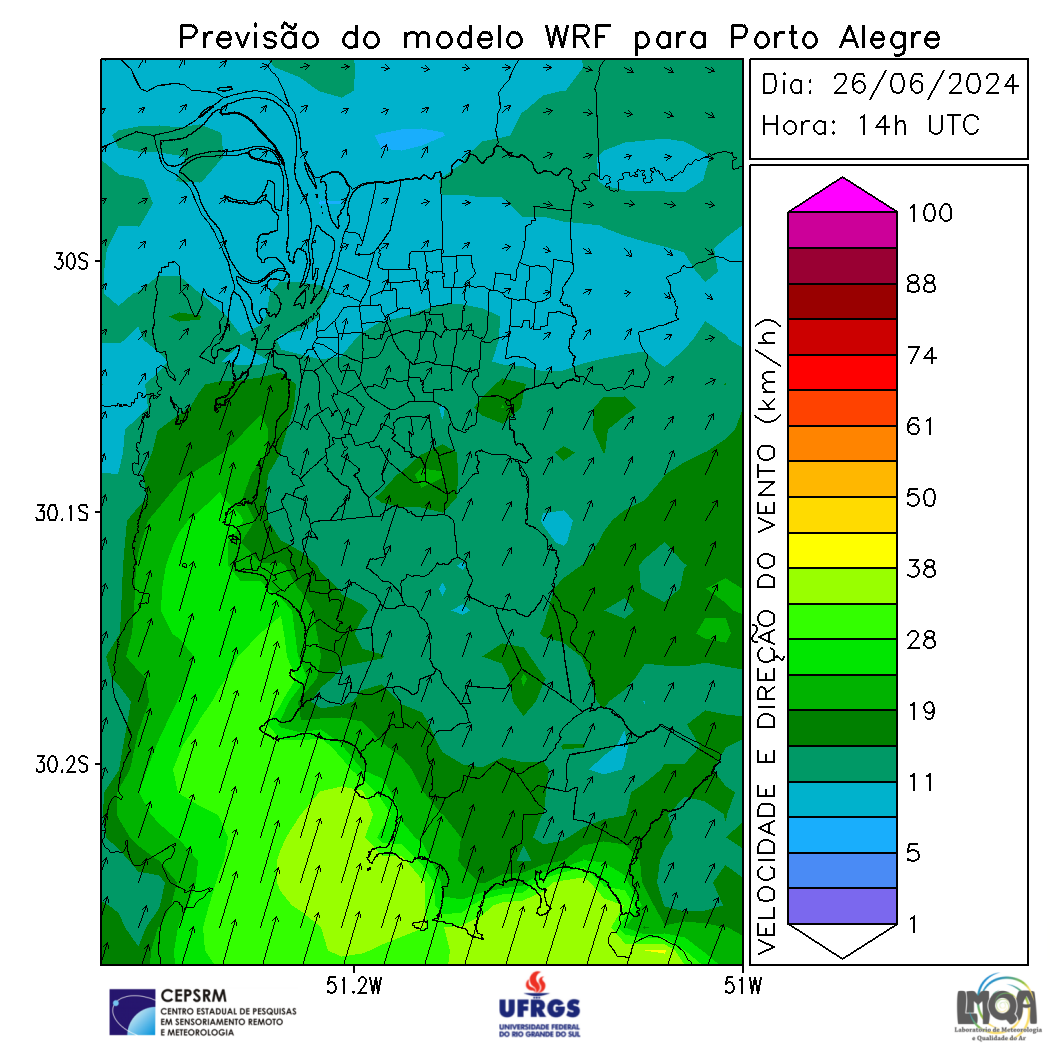 Previsão do modelo WRF para Porto Alegre
Dia: 26/06/2024
Hora: 14h UTC
30S
30.1S
30.2S
51.2W
51W
VELOCIDADE E DIREÇÃO DO VENTO (km/h)
100
88
74
61
50
38
28
19
11
5
1
CEPSRM
CENTRO ESTADUAL DE PESQUISAS
EM SENSORIAMENTO REMOTO
E METEOROLOGIA
UFRGS
UNIVERSIDADE FEDERAL
DO RIO GRANDE DO SUL
LMQA
Laboratório de Meteorologia
e Qualidade do Ar